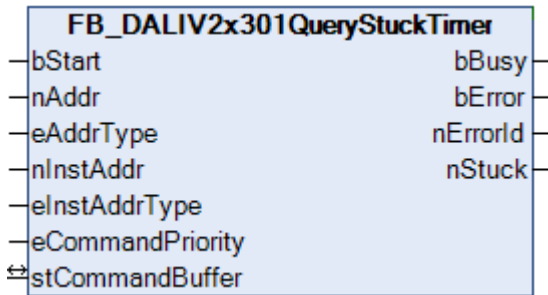 FB_DALIV2x301QueryStuckTimer
bStart bBusy
nAddr bError
eAddrType nErrorId
nInstAddr nStuck
eInstAddrType
eCommandPriority
stCommandBuffer